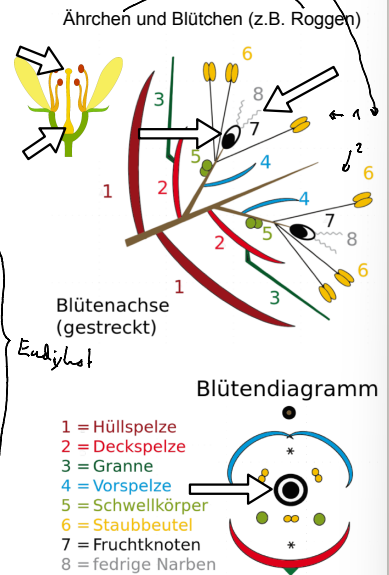 Ährchen und Blütchen (z.B. Roggen)
6
3
8
7
← 1
5
4
2
2
1
4
6
7
5
8
2
6
1
3
Blütenachse
(gestreckt)
Blütendiagramm
1 = Hüllspelze
2 = Deckspelze
3 = Granne
4 = Vorspelze
5 = Schwellkörper
6 = Staubbeutel
7 = Fruchtknoten
8 = fedrige Narben
*
*